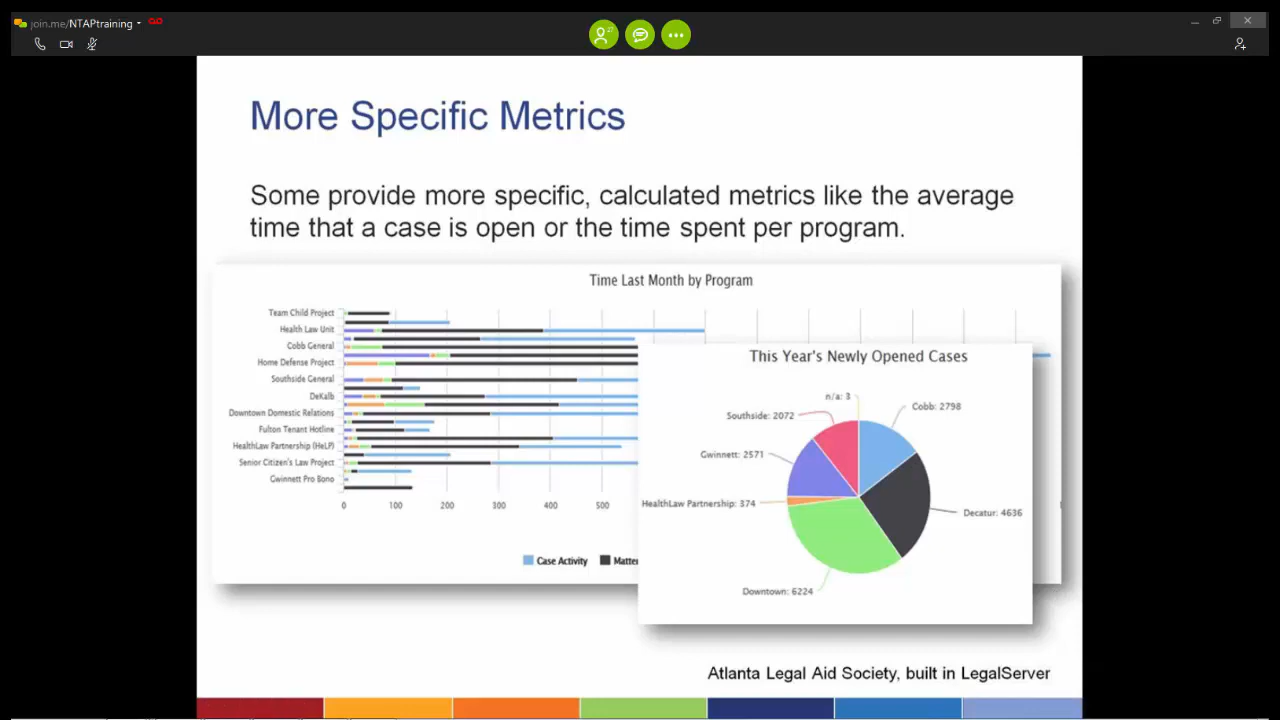 join.me/NTAPtraining
27
More Specific Metrics
Some provide more specific, calculated metrics like the average
time that a case is open or the time spent per program.
Time Last Month by Program
Team Child Project
Health Law Unit
Cobb General
Home Defense Project
Southside General
DeKalb
Downtown Domestic Relations
Fulton Tenant Hotline
HealthLaw Partnership (HeLP)
Senior Citizen's Law Project
Gwinnett Pro Bono
0 100 200 300 400 500
Case Activity Matte
This Year's Newly Opened Cases
n/a: 3
Cobb: 2798
Southside: 2072
Gwinnett: 2571
HealthLaw Partnership: 374
Decatur: 4636
Downtown: 6224
Atlanta Legal Aid Society, built in LegalServer